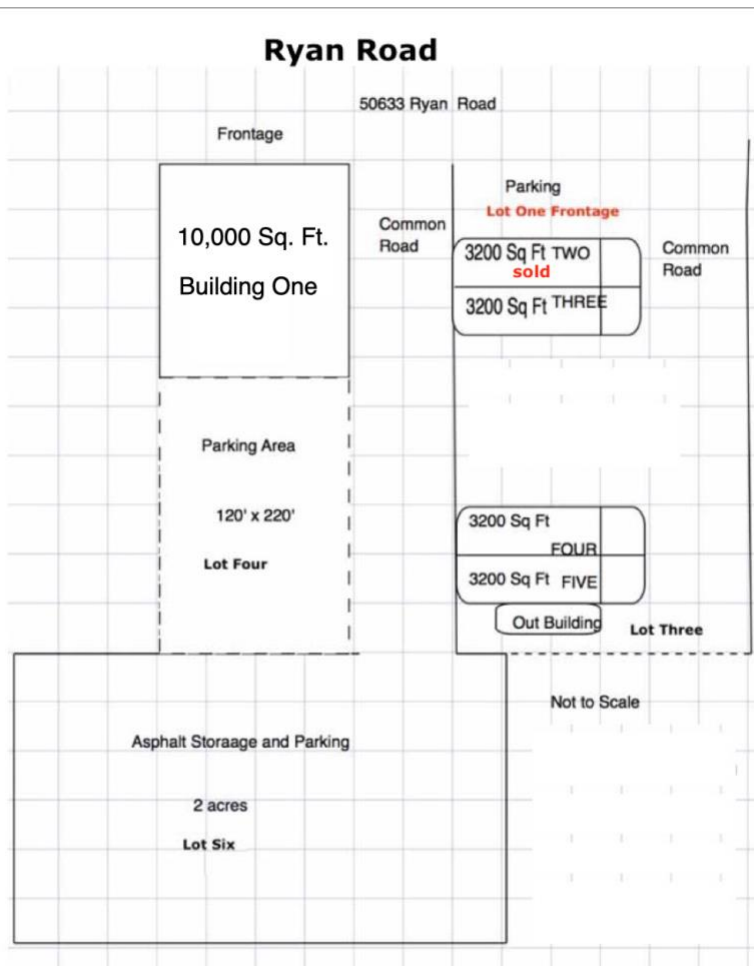 Ryan Road
50633 Ryan Road
Frontage
10,000 Sq. Ft.
Building One
Common
Road
Parking
Lot One Frontage
3200 Sq Ft TWO
sold
3200 Sq Ft THREE
Common
Road
Parking Area
120' x 220'
Lot Four
3200 Sq Ft
FOUR
3200 Sq Ft FIVE
Out Building
Lot Three
Not to Scale
Asphalt Storaage and Parking
2 acres
Lot Six